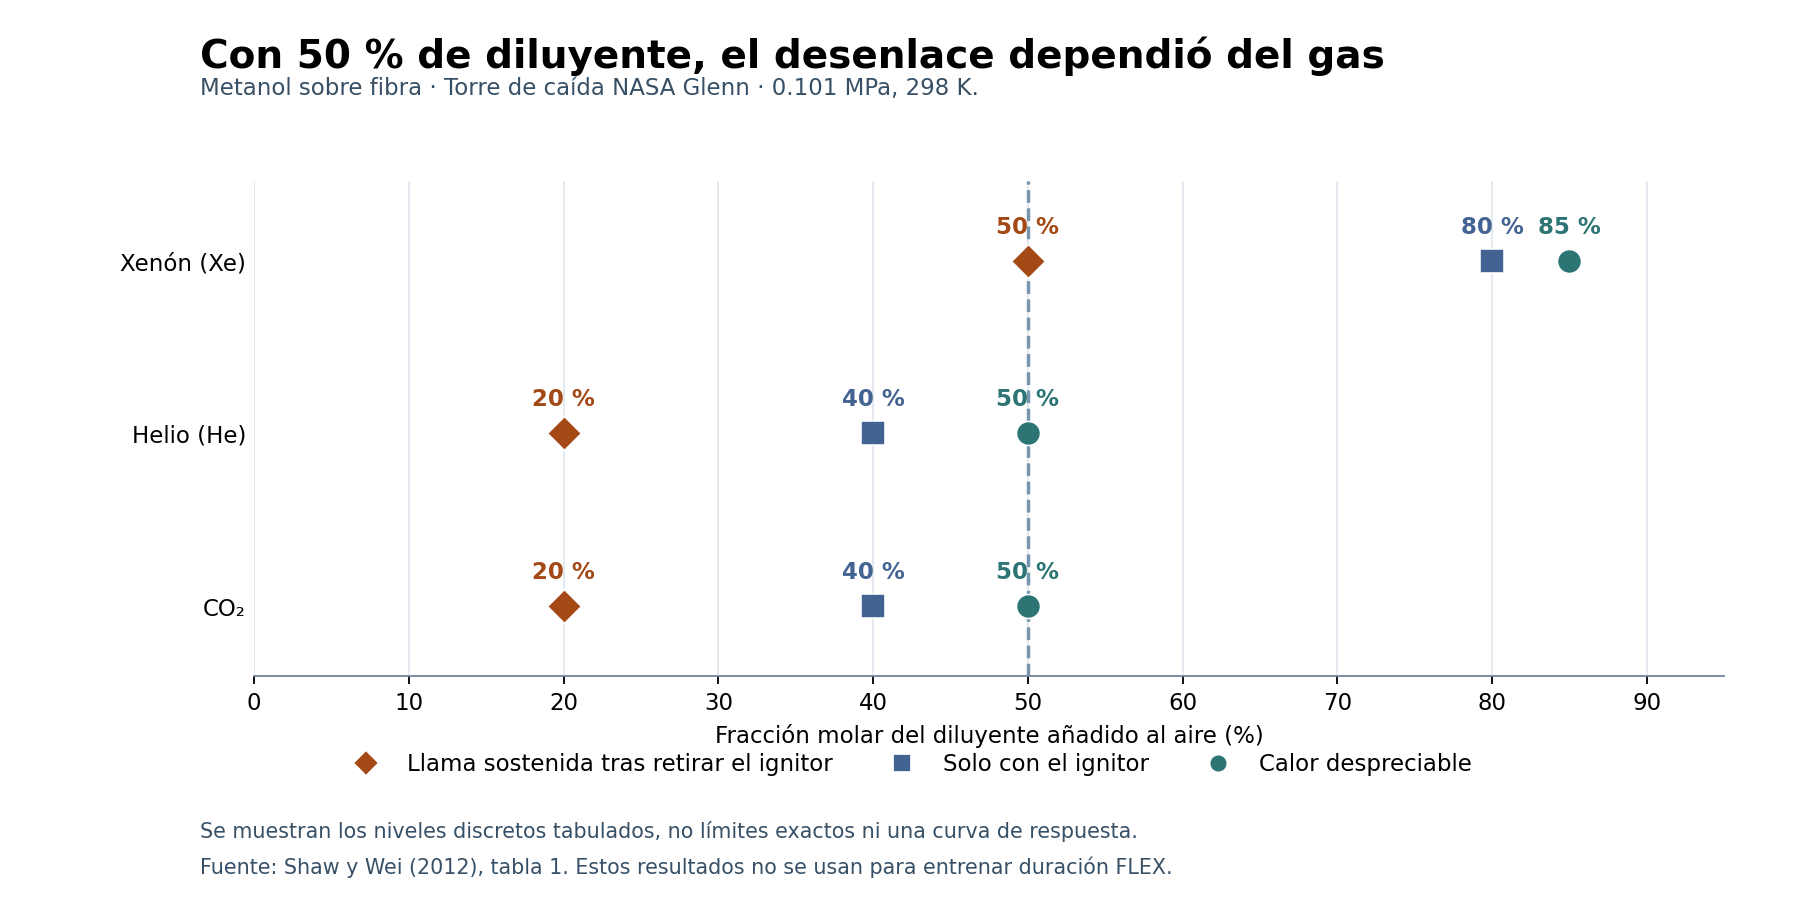 Con 50 % de diluyente, el desenlace dependió del gas
Metanol sobre fibra · Torre de caída NASA Glenn · 0.101 MPa, 298 K.
50 %
80 %
85 %
Xenón (Xe)
20 %
40 %
50 %
Helio (He)
20 %
40 %
50 %
CO₂
0 10 20 30 40 50 60 70 80 90
Fracción molar del diluyente añadido al aire (%)
Llama sostenida tras retirar el ignitor
Solo con el ignitor
Calor despreciable
Se muestran los niveles discretos tabulados, no límites exactos ni una curva de respuesta.
Fuente: Shaw y Wei (2012), tabla 1. Estos resultados no se usan para entrenar duración FLEX.